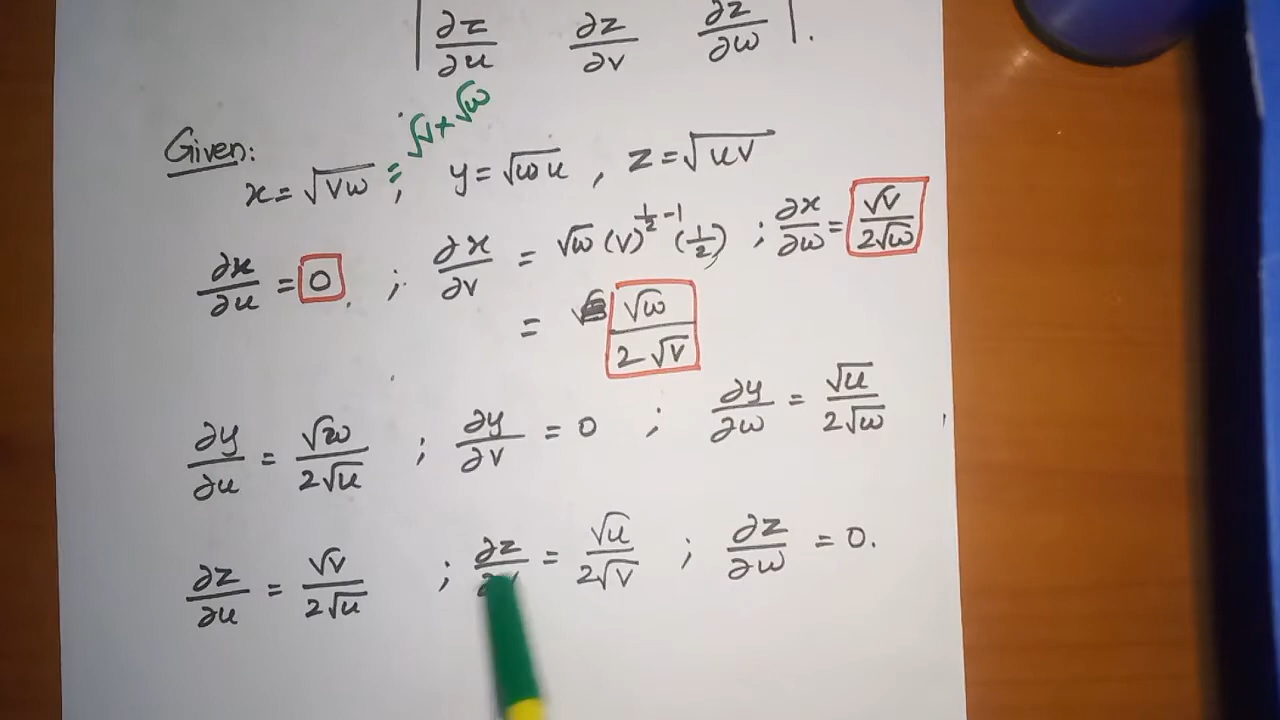 | ∂z/∂u ∂z/∂v ∂z/∂w | .
Given:
x = √vw = √v + √w ; y = √wu , z = √uv
∂x/∂u = 0 . ; ∂x/∂v = √w (v)^(1/2 - 1) (1/2) ; ∂x/∂w = √v/2√w
= √w/2√v
∂y/∂u = √w/2√u ; ∂y/∂v = 0 ; ∂y/∂w = √u/2√w ,
∂z/∂u = √v/2√u ; ∂z/∂v = √u/2√v ; ∂z/∂w = 0.